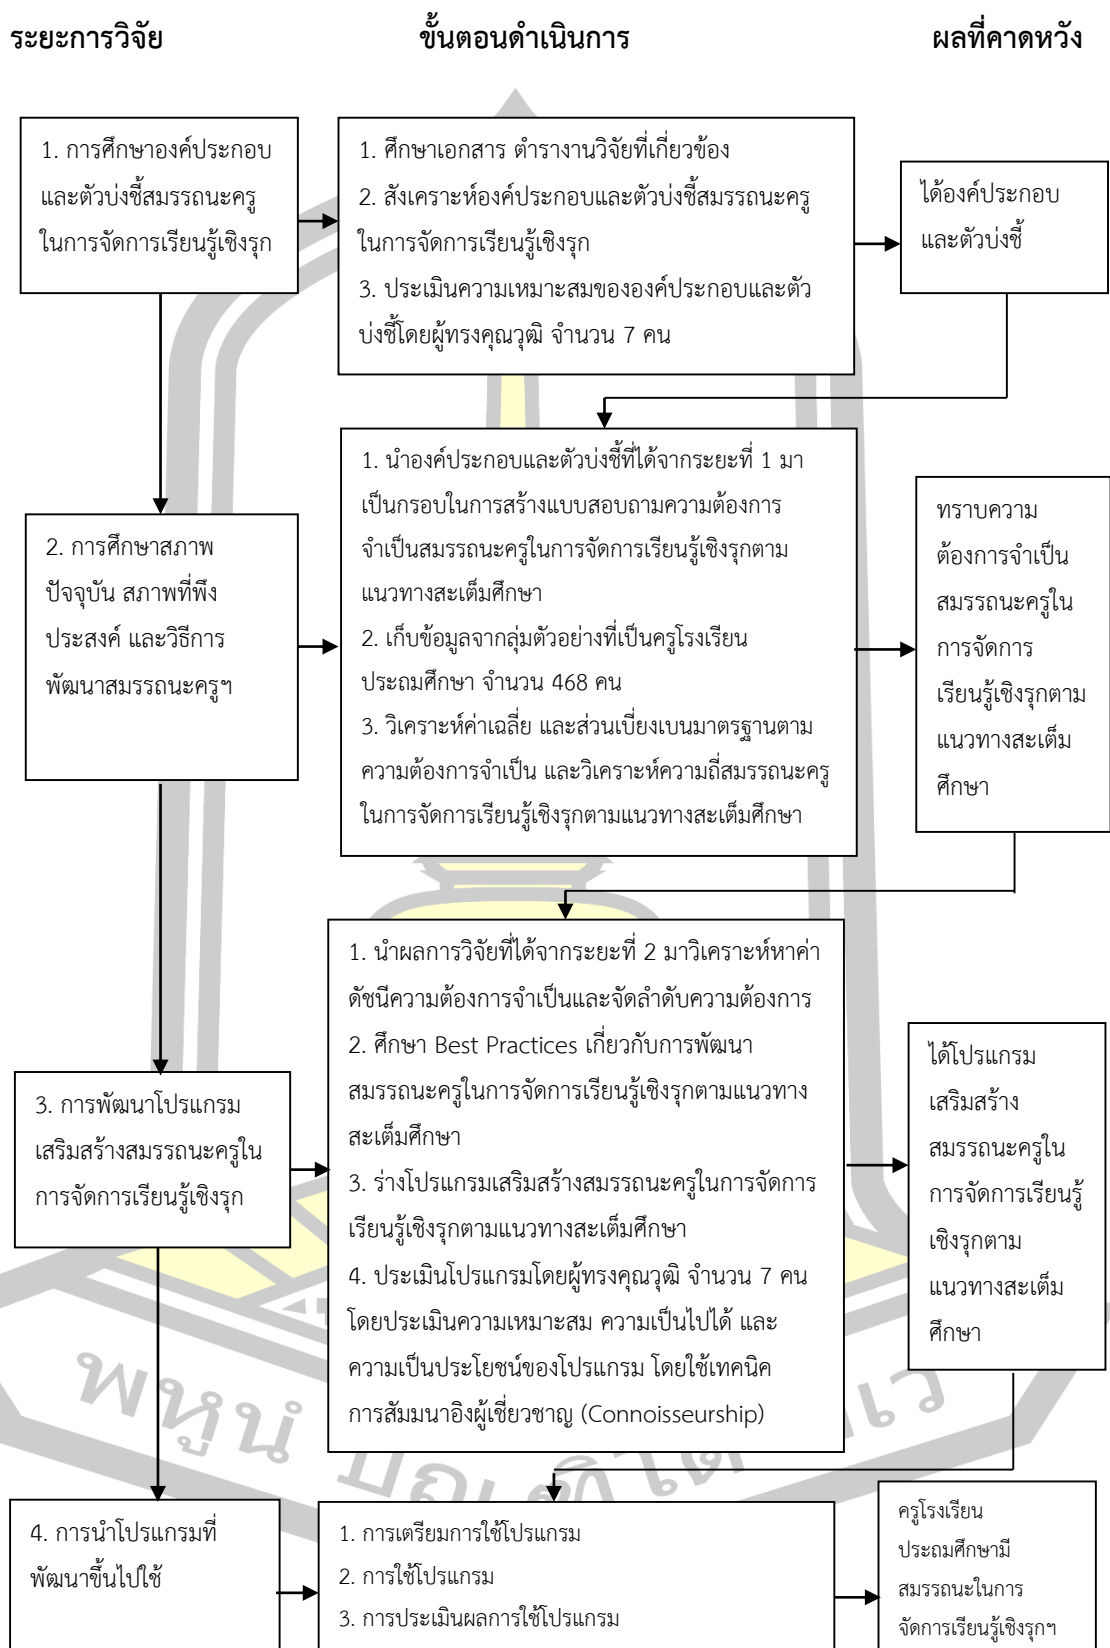 ระยะการวิจัย ขั้นตอนดำเนินการ ผลที่คาดหวัง
1. การศึกษาองค์ประกอบ
และตัวบ่งชี้สมรรถนะครู
ในการจัดการเรียนรู้เชิงรุก
1. ศึกษาเอกสาร ตำรางานวิจัยที่เกี่ยวข้อง
2. สังเคราะห์องค์ประกอบและตัวบ่งชี้สมรรถนะครู
ในการจัดการเรียนรู้เชิงรุก
3. ประเมินความเหมาะสมขององค์ประกอบและตัว
บ่งชี้โดยผู้ทรงคุณวุฒิ จำนวน 7 คน
ได้องค์ประกอบ
และตัวบ่งชี้
2. การศึกษาสภาพ
ปัจจุบัน สภาพที่พึง
ประสงค์ และวิธีการ
พัฒนาสมรรถนะครูฯ
1. นำองค์ประกอบและตัวบ่งชี้ที่ได้จากระยะที่ 1 มา
เป็นกรอบในการสร้างแบบสอบถามความต้องการ
จำเป็นสมรรถนะครูในการจัดการเรียนรู้เชิงรุกตาม
แนวทางสะเต็มศึกษา
2. เก็บข้อมูลจากลุ่มตัวอย่างที่เป็นครูโรงเรียน
ประถมศึกษา จำนวน 468 คน
3. วิเคราะห์ค่าเฉลี่ย และส่วนเบี่ยงเบนมาตรฐานตาม
ความต้องการจำเป็น และวิเคราะห์ความถี่สมรรถนะครู
ในการจัดการเรียนรู้เชิงรุกตามแนวทางสะเต็มศึกษา
ทราบความ
ต้องการจำเป็น
สมรรถนะครูใน
การจัดการ
เรียนรู้เชิงรุกตาม
แนวทางสะเต็ม
ศึกษา
3. การพัฒนาโปรแกรม
เสริมสร้างสมรรถนะครูใน
การจัดการเรียนรู้เชิงรุก
1. นำผลการวิจัยที่ได้จากระยะที่ 2 มาวิเคราะห์หาค่า
ดัชนีความต้องการจำเป็นและจัดลำดับความต้องการ
2. ศึกษา Best Practices เกี่ยวกับการพัฒนา
สมรรถนะครูในการจัดการเรียนรู้เชิงรุกตามแนวทาง
สะเต็มศึกษา
3. ร่างโปรแกรมเสริมสร้างสมรรถนะครูในการจัดการ
เรียนรู้เชิงรุกตามแนวทางสะเต็มศึกษา
4. ประเมินโปรแกรมโดยผู้ทรงคุณวุฒิ จำนวน 7 คน
โดยประเมินความเหมาะสม ความเป็นไปได้ และ
ความเป็นประโยชน์ของโปรแกรม โดยใช้เทคนิค
การสัมมนาอิงผู้เชี่ยวชาญ (Connoisseurship)
ได้โปรแกรม
เสริมสร้าง
สมรรถนะครูใน
การจัดการเรียนรู้
เชิงรุกตาม
แนวทางสะเต็ม
ศึกษา
4. การนำโปรแกรมที่
พัฒนาขึ้นไปใช้
1. การเตรียมการใช้โปรแกรม
2. การใช้โปรแกรม
3. การประเมินผลการใช้โปรแกรม
ครูโรงเรียน
ประถมศึกษามี
สมรรถนะในการ
จัดการเรียนรู้เชิงรุกฯ
พหูนํ